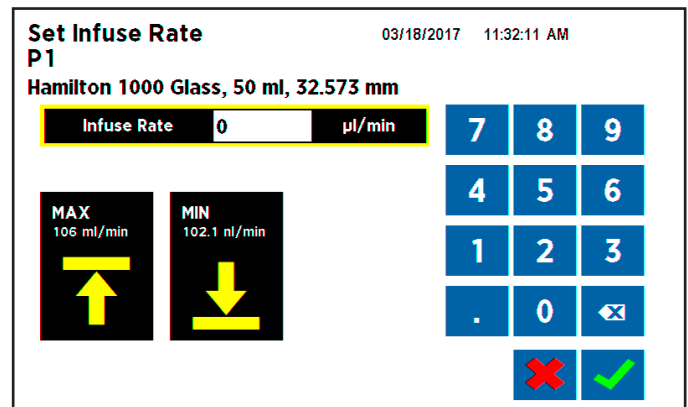 Set Infuse Rate 03/18/2017 11:32:11 AM
P1
Hamilton 1000 Glass, 50 ml, 32.573 mm
Infuse Rate 0 µl/min
7 8 9
4 5 6
MAX MIN
106 ml/min 102.1 nl/min
1 2 3
. 0